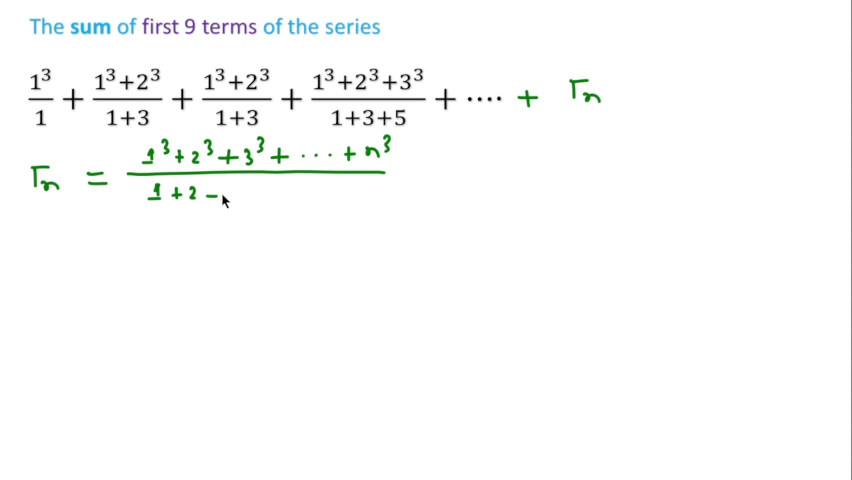 The sum of first 9 terms of the series
1³/1 + 1³+2³/1+3 + 1³+2³/1+3 + 1³+2³+3³/1+3+5 + ···· + Tn
Tn = 1³+2³+3³+ ··· +n³
1+2-